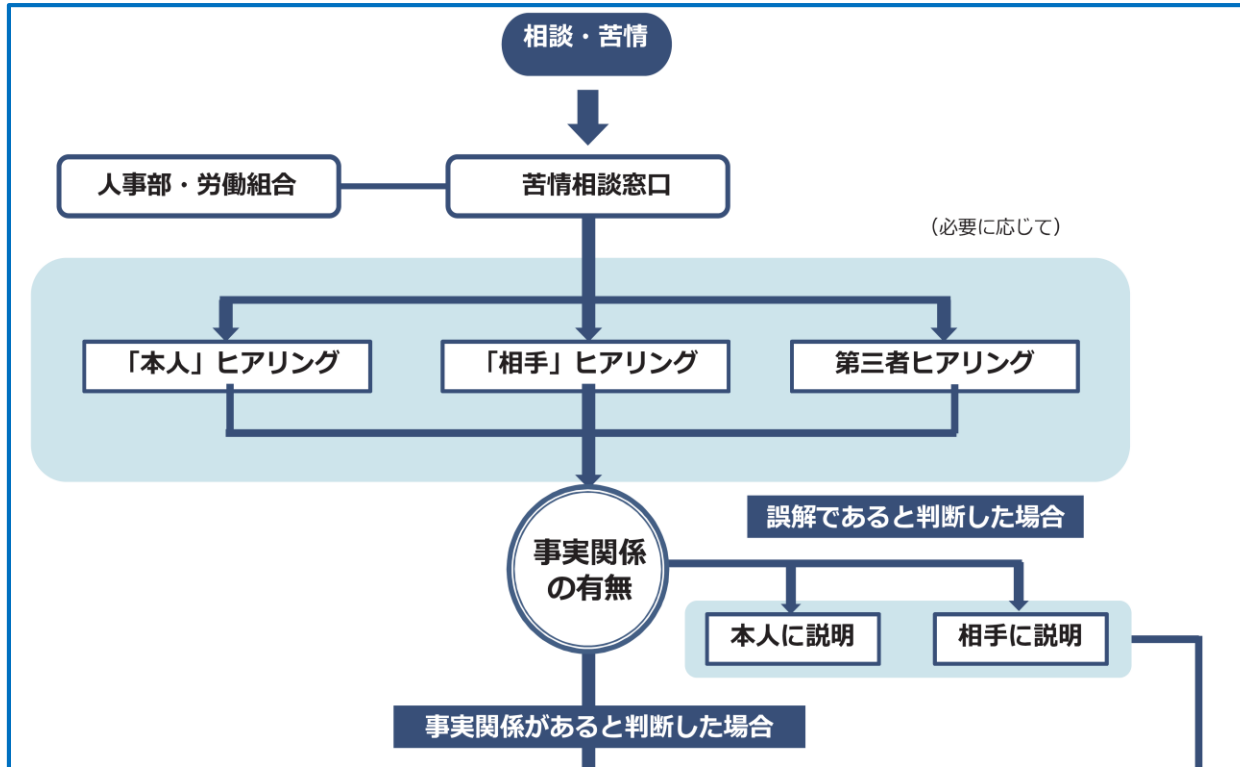 相談・苦情
人事部・労働組合
苦情相談窓口
（必要に応じて）
「本人」ヒアリング
「相手」ヒアリング
第三者ヒアリング
誤解であると判断した場合
事実関係
の有無
本人に説明
相手に説明
事実関係があると判断した場合